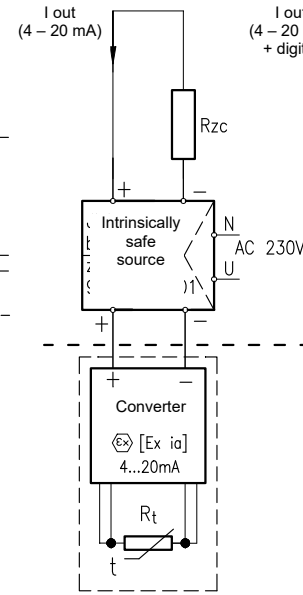 I out
(4 – 20 mA)
I out
(4 – 20
+ digit
Rzc
+ –
Intrinsically
safe
source
N
AC 230V
U
+ –
+ –
Converter
Ex [Ex ia]
4...20mA
Rt
t